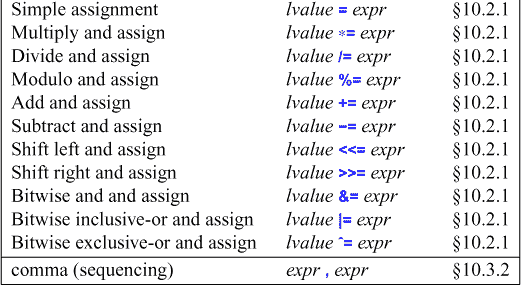 Simple assignment lvalue = expr §10.2.1
Multiply and assign lvalue *= expr §10.2.1
Divide and assign lvalue /= expr §10.2.1
Modulo and assign lvalue %= expr §10.2.1
Add and assign lvalue += expr §10.2.1
Subtract and assign lvalue −= expr §10.2.1
Shift left and assign lvalue <<= expr §10.2.1
Shift right and assign lvalue >>= expr §10.2.1
Bitwise and and assign lvalue &= expr §10.2.1
Bitwise inclusive-or and assign lvalue |= expr §10.2.1
Bitwise exclusive-or and assign lvalue ^= expr §10.2.1
comma (sequencing) expr , expr §10.3.2